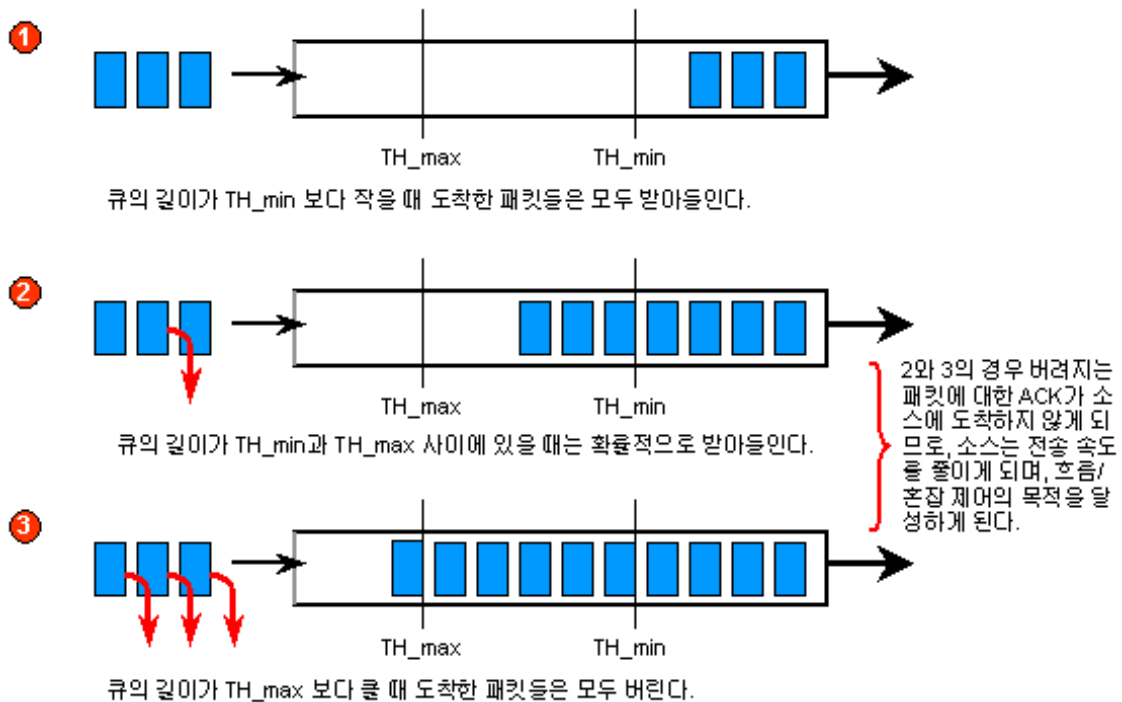 1
TH_max TH_min
큐의 길이가 TH_min 보다 작을 때 도착한 패킷들은 모두 받아들인다.
2
TH_max TH_min
큐의 길이가 TH_min과 TH_max 사이에 있을 때는 확률적으로 받아들인다.
2와 3의 경우 버려지는
패킷에 대한 ACK가 소
스에 도착하지 않게 되
므로, 소스는 전송 속도
를 줄이게 되며, 흐름/
혼잡 제어의 목적을 달
성하게 된다.
3
TH_max TH_min
큐의 길이가 TH_max 보다 클 때 도착한 패킷들은 모두 버린다.